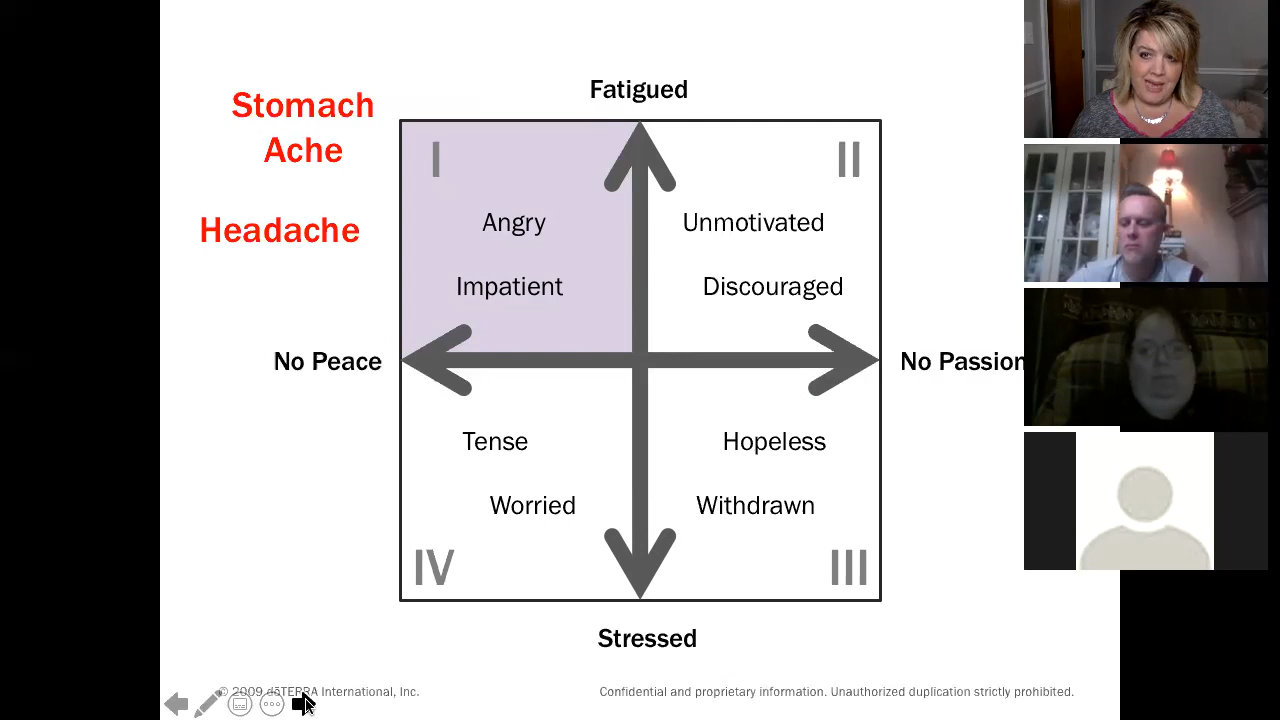 Fatigued
Stomach
Ache
Headache
I
II
Angry
Unmotivated
Impatient
Discouraged
No Peace
No Passion
Tense
Hopeless
Worried
Withdrawn
IV
III
Stressed
© 2009 dōTERRA International, Inc.
Confidential and proprietary information. Unauthorized duplication strictly prohibited.